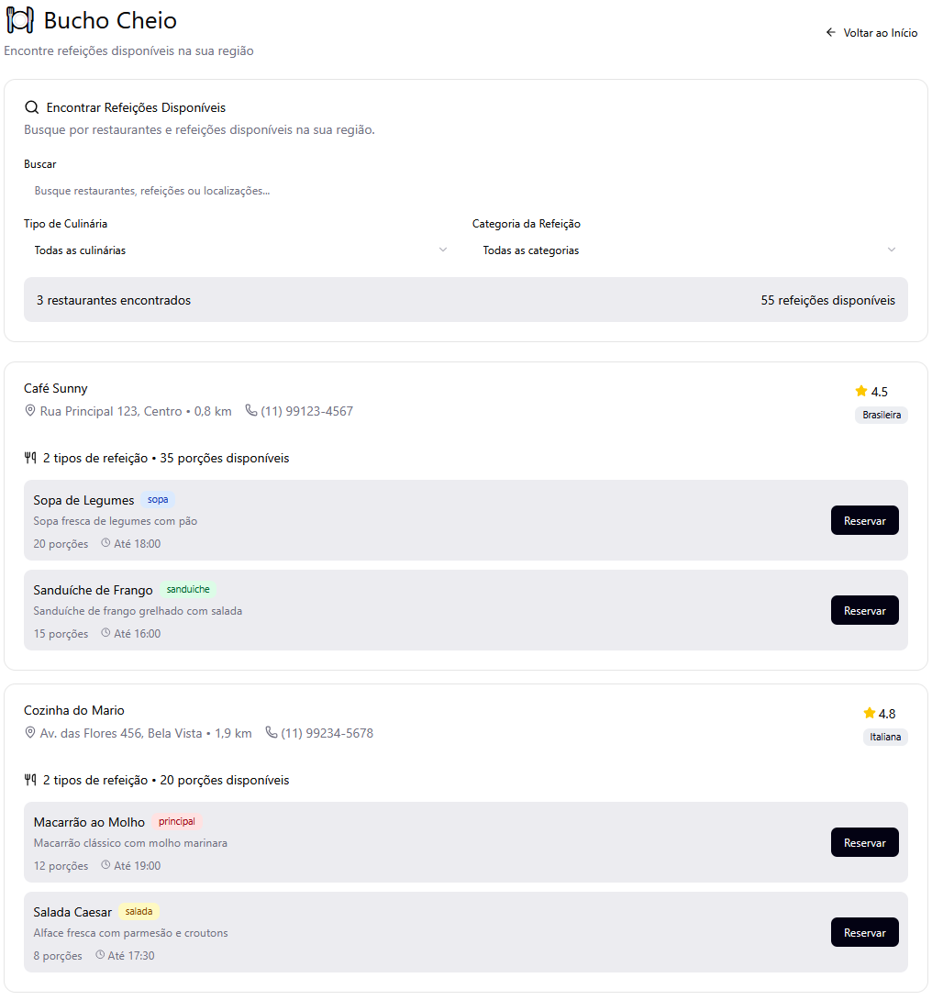 Bucho Cheio
Encontre refeições disponíveis na sua região
Voltar ao Início
Encontrar Refeições Disponíveis
Busque por restaurantes e refeições disponíveis na sua região.
Buscar
Busque restaurantes, refeições ou localizações...
Tipo de Culinária
Categoria da Refeição
Todas as culinárias
Todas as categorias
3 restaurantes encontrados
55 refeições disponíveis
Café Sunny
4.5
Rua Principal 123, Centro • 0,8 km (11) 99123-4567
Brasileira
2 tipos de refeição • 35 porções disponíveis
Sopa de Legumes sopa
Sopa fresca de legumes com pão
20 porções Até 18:00
Reservar
Sanduíche de Frango sanduiche
Sanduíche de frango grelhado com salada
15 porções Até 16:00
Reservar
Cozinha do Mario
4.8
Av. das Flores 456, Bela Vista • 1,9 km (11) 99234-5678
Italiana
2 tipos de refeição • 20 porções disponíveis
Macarrão ao Molho principal
Macarrão clássico com molho marinara
12 porções Até 19:00
Reservar
Salada Caesar salada
Alface fresca com parmesão e croutons
8 porções Até 17:30
Reservar